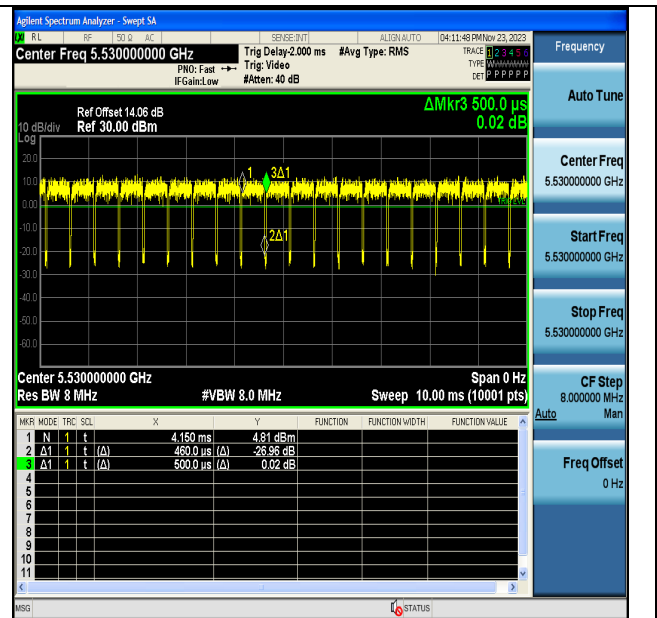 Agilent Spectrum Analyzer - Swept SA
RL RF 50 Ω AC SENSE:INT ALIGN AUTO 04:11:48 PM Nov 23, 2023
Center Freq 5.530000000 GHz
PNO: Fast
IFGain:Low
Trig Delay-2.000 ms
Trig: Video
#Atten: 40 dB
#Avg Type: RMS
TRACE 1 2 3 4 5 6
TYPE
DET P P P P P P
ΔMkr3 500.0 µs
0.02 dB
Ref Offset 14.06 dB
Ref 30.00 dBm
10 dB/div
Log
20.0
10.0
0.00
-10.0
-20.0
-30.0
-40.0
-50.0
-60.0
1
3Δ1
2Δ1
Center 5.530000000 GHz Span 0 Hz
Res BW 8 MHz #VBW 8.0 MHz Sweep 10.00 ms (10001 pts)
MKR MODE TRC SCL X Y FUNCTION FUNCTION WIDTH FUNCTION VALUE
1 N 1 t 4.150 ms 4.81 dBm
2 Δ1 1 t (Δ) 460.0 µs (Δ) -26.96 dB
3 Δ1 1 t (Δ) 500.0 µs (Δ) 0.02 dB
4
5
6
7
8
9
10
11
MSG STATUS
Frequency
Auto Tune
Center Freq
5.530000000 GHz
Start Freq
5.530000000 GHz
Stop Freq
5.530000000 GHz
CF Step
8.000000 MHz
Auto Man
Freq Offset
0 Hz